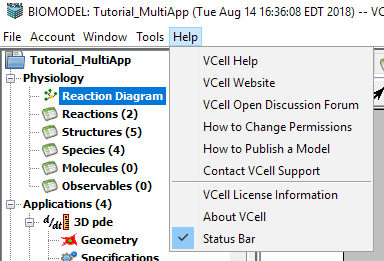 BIOMODEL: Tutorial_MultiApp (Tue Aug 14 16:36:08 EDT 2018) -- VC
File Account Window Tools Help
Tutorial_MultiApp
Physiology
Reaction Diagram
Reactions (2)
Structures (5)
Species (4)
Molecules (0)
Observables (0)
Applications (4)
d/dt 3D pde
Geometry
Specifications
VCell Help
VCell Website
VCell Open Discussion Forum
How to Change Permissions
How to Publish a Model
Contact VCell Support
VCell License Information
About VCell
Status Bar